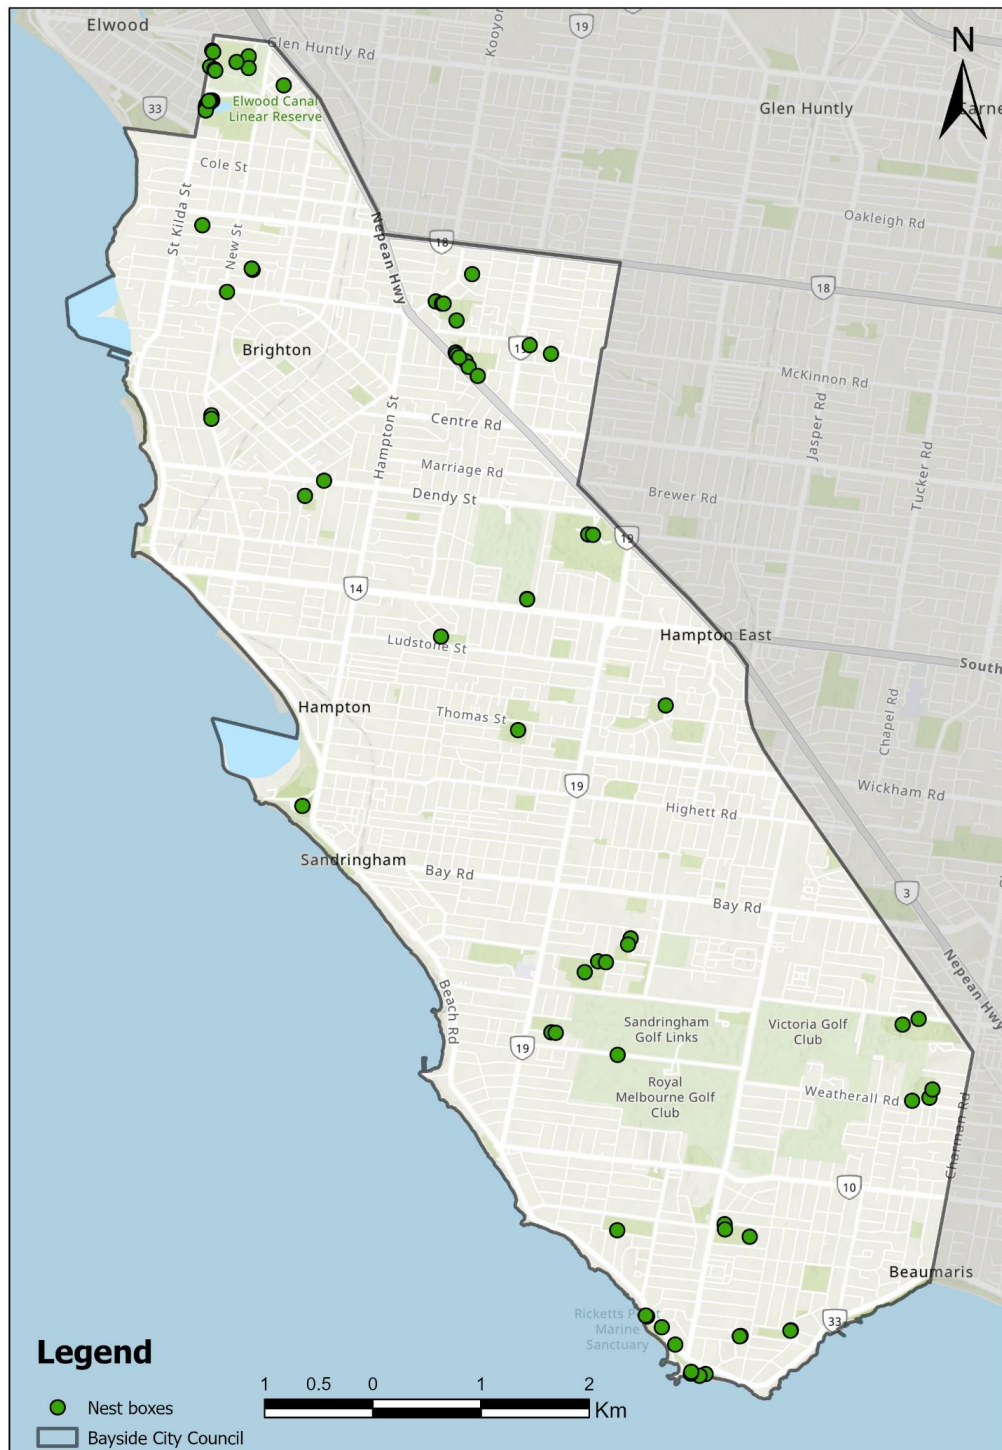 Elwood
19
Kooyon
Glen Huntly Rd
N
33
Elwood Canal
Linear Reserve
Glen Huntly
Carne
Cole St
St Kilda St
New St
Nepean Hwy
18
Oakleigh Rd
18
Brighton
19
McKinnon Rd
Hampton St
Centre Rd
Jasper Rd
Tucker Rd
Marriage Rd
Dendy St
Brewer Rd
19
14
Hampton East
Ludstone St
South
Hampton
Thomas St
Chapel Rd
19
Wickham Rd
Highett Rd
Sandringham
Bay Rd
3
Bay Rd
Nepean Hwy
Beach Rd
Sandringham
Golf Links
Victoria Golf
Club
19
Royal
Melbourne Golf
Club
Weatherall Rd
Charman Rd
10
Beaumaris
Ricketts Point
Marine
Sanctuary
33
Legend
1 0.5 0 1 2
Km
Nest boxes
Bayside City Council